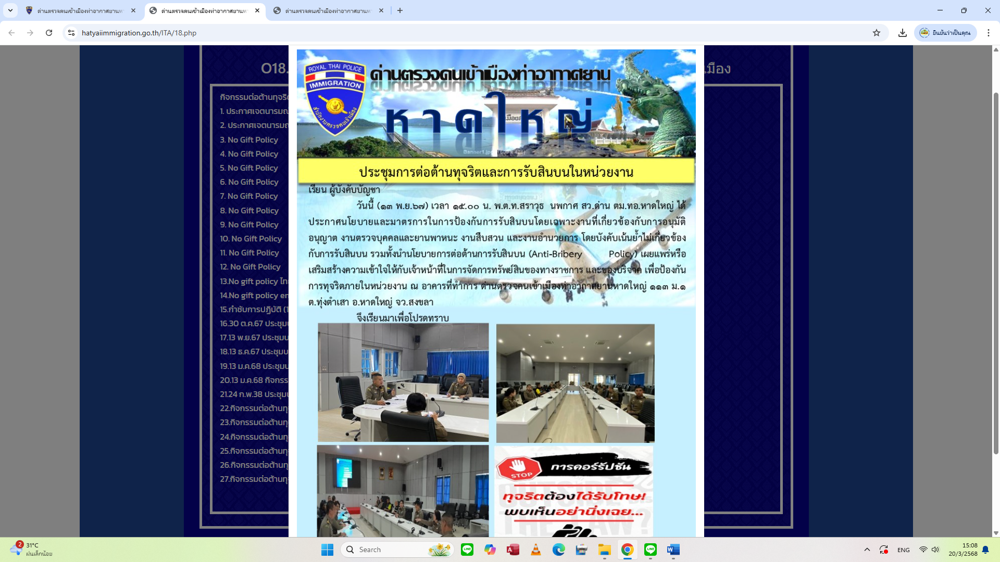 ด่านตรวจคนเข้าเมืองท่าอากาศยานหา
ด่านตรวจคนเข้าเมืองท่าอากาศยานหา
ด่านตรวจคนเข้าเมืองท่าอากาศยานหา
hatyaiimmigration.go.th/ITA/18.php
ยืนยันว่าเป็นคุณ
O18.
เมือง
กิจกรรมต่อต้านทุจริต
1. ประกาศเจตนารมณ์
2. ประกาศเจตนารมณ์
3. No Gift Policy
4. No Gift Policy
5. No Gift Policy
6. No Gift Policy
7. No Gift Policy
8. No Gift Policy
9. No Gift Policy
10. No Gift Policy
11. No Gift Policy
12. No Gift Policy
13.No gift policy ไทย
14.No gift policy en
15.กำชับการปฏิบัติ (1
16.30 ต.ค.67 ประชุม
17.13 พ.ย.67 ประชุม
18.13 ธ.ค.67 ประชุม
19.13 ม.ค.68 ประชุม
20.13 ม.ค.68 กิจกรร
21.24 ก.พ.38 ประชุม
22.กิจกรรมต่อต้านทุ
23.กิจกรรมต่อต้านทุ
24.กิจกรรมต่อต้านทุ
25.กิจกรรมต่อต้านทุ
26.กิจกรรมต่อต้านทุ
27.กิจกรรมต่อต้านทุ
ROYAL THAI POLICE
IMMIGRATION
สำนักงานตรวจคนเข้าเมือง
ด่านตรวจคนเข้าเมืองท่าอากาศยาน
หาดใหญ่
ประชุมการต่อต้านทุจริตและการรับสินบนในหน่วยงาน
เรียน ผู้บังคับบัญชา
วันนี้ (๑๓ พ.ย.๖๗) เวลา ๑๕.๐๐ น. พ.ต.ท.สราวุธ นพกาศ สว.ด่าน ตม.ทอ.หาดใหญ่ ได้
ประกาศนโยบายและมาตรการในการป้องกันการรับสินบนโดยเฉพาะงานที่เกี่ยวข้องกับการอนุมัติ
อนุญาต งานตรวจบุคคลและยานพาหนะ งานสืบสวน และงานอำนวยการ โดยบังคับเน้นย้ำไม่เกี่ยวข้อง
กับการรับสินบน รวมทั้งนำนโยบายการต่อต้านการรับสินบน (Anti-Bribery Policy) เผยแพร่หรือ
เสริมสร้างความเข้าใจให้กับเจ้าหน้าที่ในการจัดการทรัพย์สินของทางราชการ และของบริจาค เพื่อป้องกัน
การทุจริตภายในหน่วยงาน ณ อาคารที่ทำการ ด่านตรวจคนเข้าเมืองท่าอากาศยานหาดใหญ่ ๑๑๓ ม.๑
ต.ทุ่งตำเสา อ.หาดใหญ่ จว.สงขลา
จึงเรียนมาเพื่อโปรดทราบ
STOP
การคอร์รัปชัน
ทุจริตต้องได้รับโทษ!
พบเห็นอย่านิ่งเฉย...
2
31°C
ฝนเล็กน้อย
Search
ENG
15:08
20/3/2568